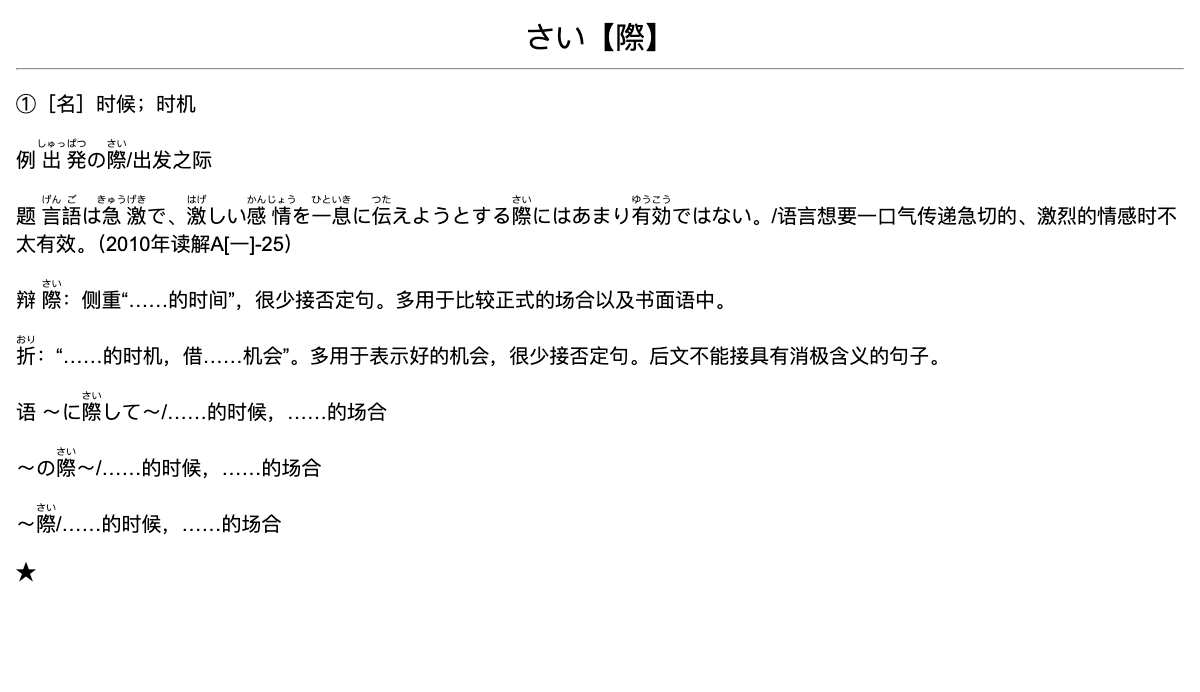 さい【際】
①［名］时候；时机
例 出発の際/出发之际
题 言語は急激で、激しい感情を一息に伝えようとする際にはあまり有効ではない。/语言想要一口气传递急切的、激烈的情感时不
太有效。（2010年读解A[一]-25）
辩 際：侧重“……的时间”，很少接否定句。多用于比较正式的场合以及书面语中。
折：“……的时机，借……机会”。多用于表示好的机会，很少接否定句。后文不能接具有消极含义的句子。
语 ～に際して～/……的时候，……的场合
～の際～/……的时候，……的场合
～際/……的时候，……的场合
★